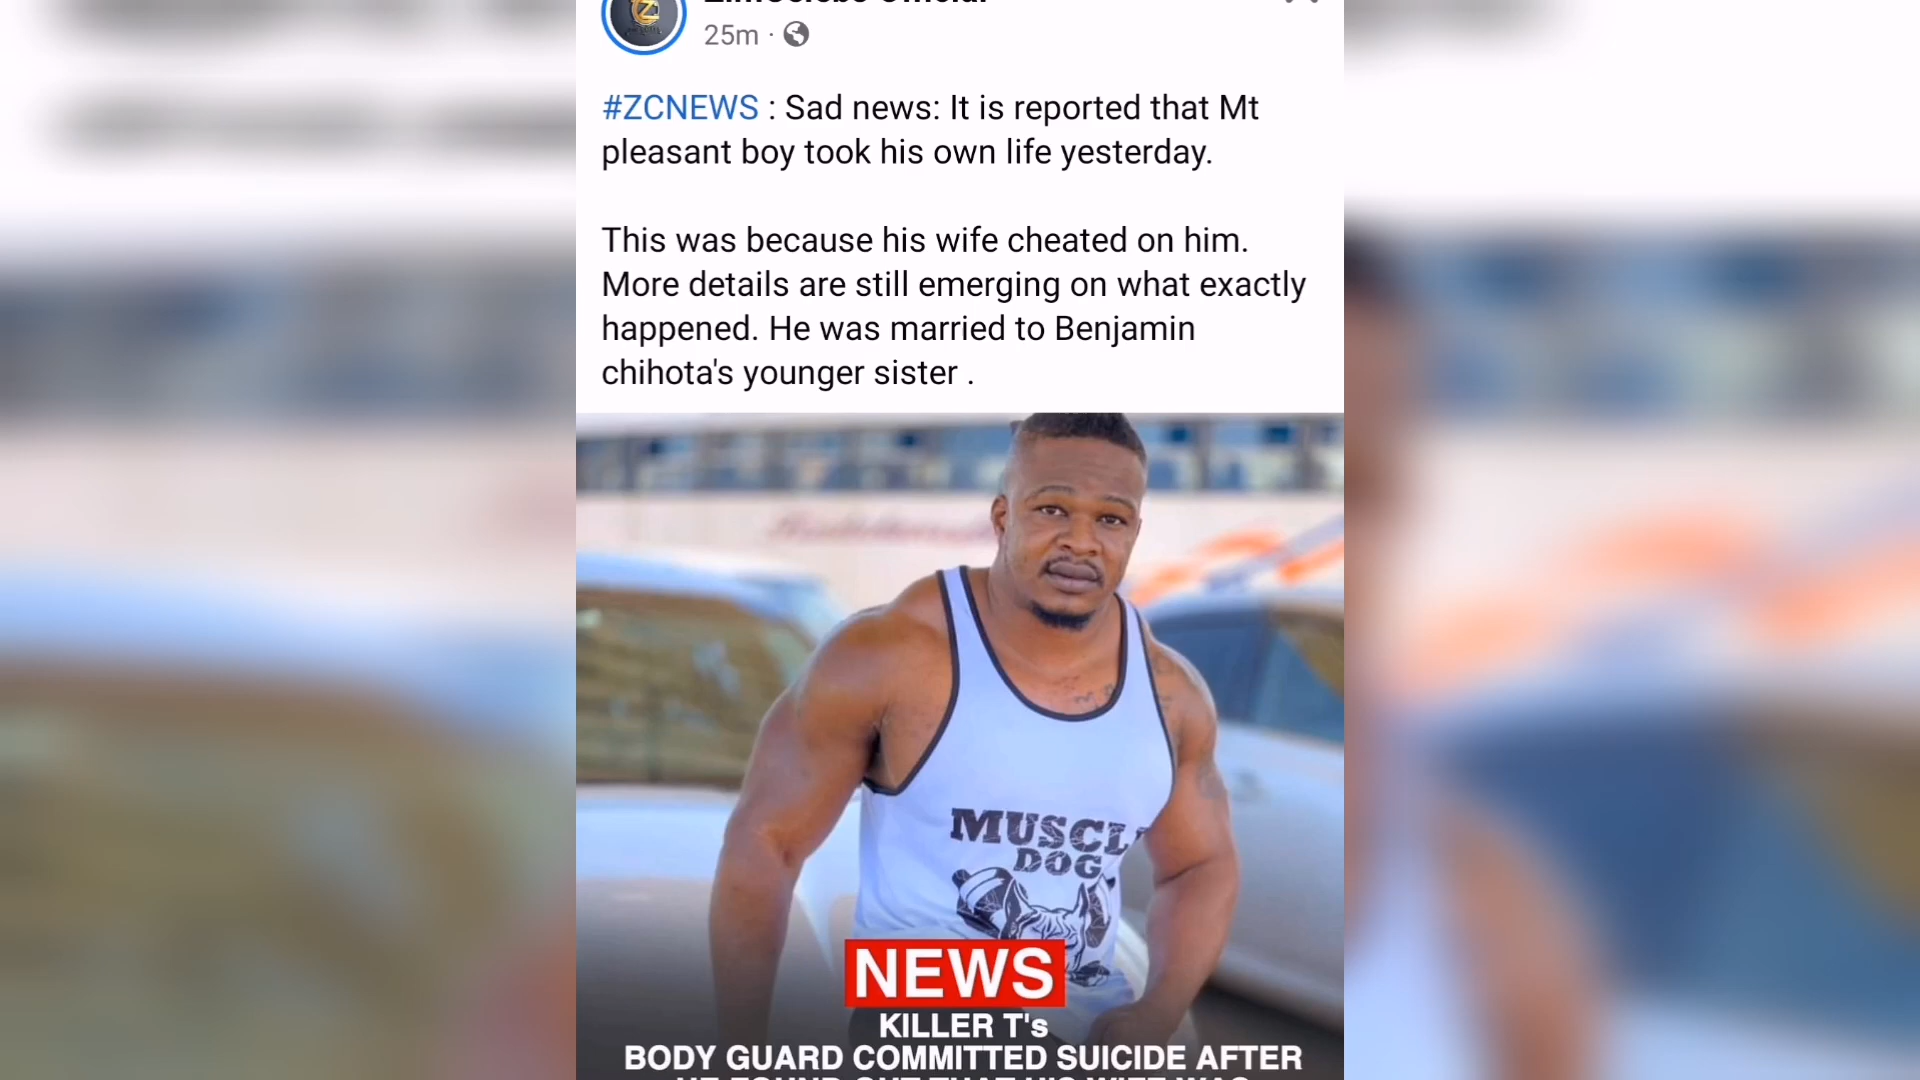 25m ·
#ZCNEWS : Sad news: It is reported that Mt
pleasant boy took his own life yesterday.
This was because his wife cheated on him.
More details are still emerging on what exactly
happened. He was married to Benjamin
chihota's younger sister .
MUSCL
DOG
NEWS
KILLER T's
BODY GUARD COMMITTED SUICIDE AFTER